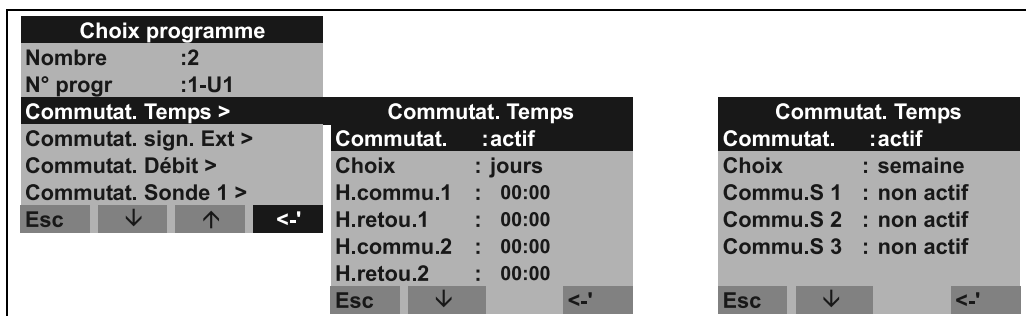 Choix programme
Nombre :2
N° progr :1-U1
Commutat. Temps >
Commutat. sign. Ext >
Commutat. Débit >
Commutat. Sonde 1 >
Esc ↓ ↑ <-'
Commutat. Temps
Commutat. :actif
Choix : jours
H.commu.1 : 00:00
H.retou.1 : 00:00
H.commu.2 : 00:00
H.retou.2 : 00:00
Esc ↓ <-'
Commutat. Temps
Commutat. :actif
Choix : semaine
Commu.S 1 : non actif
Commu.S 2 : non actif
Commu.S 3 : non actif
Esc ↓ <-'